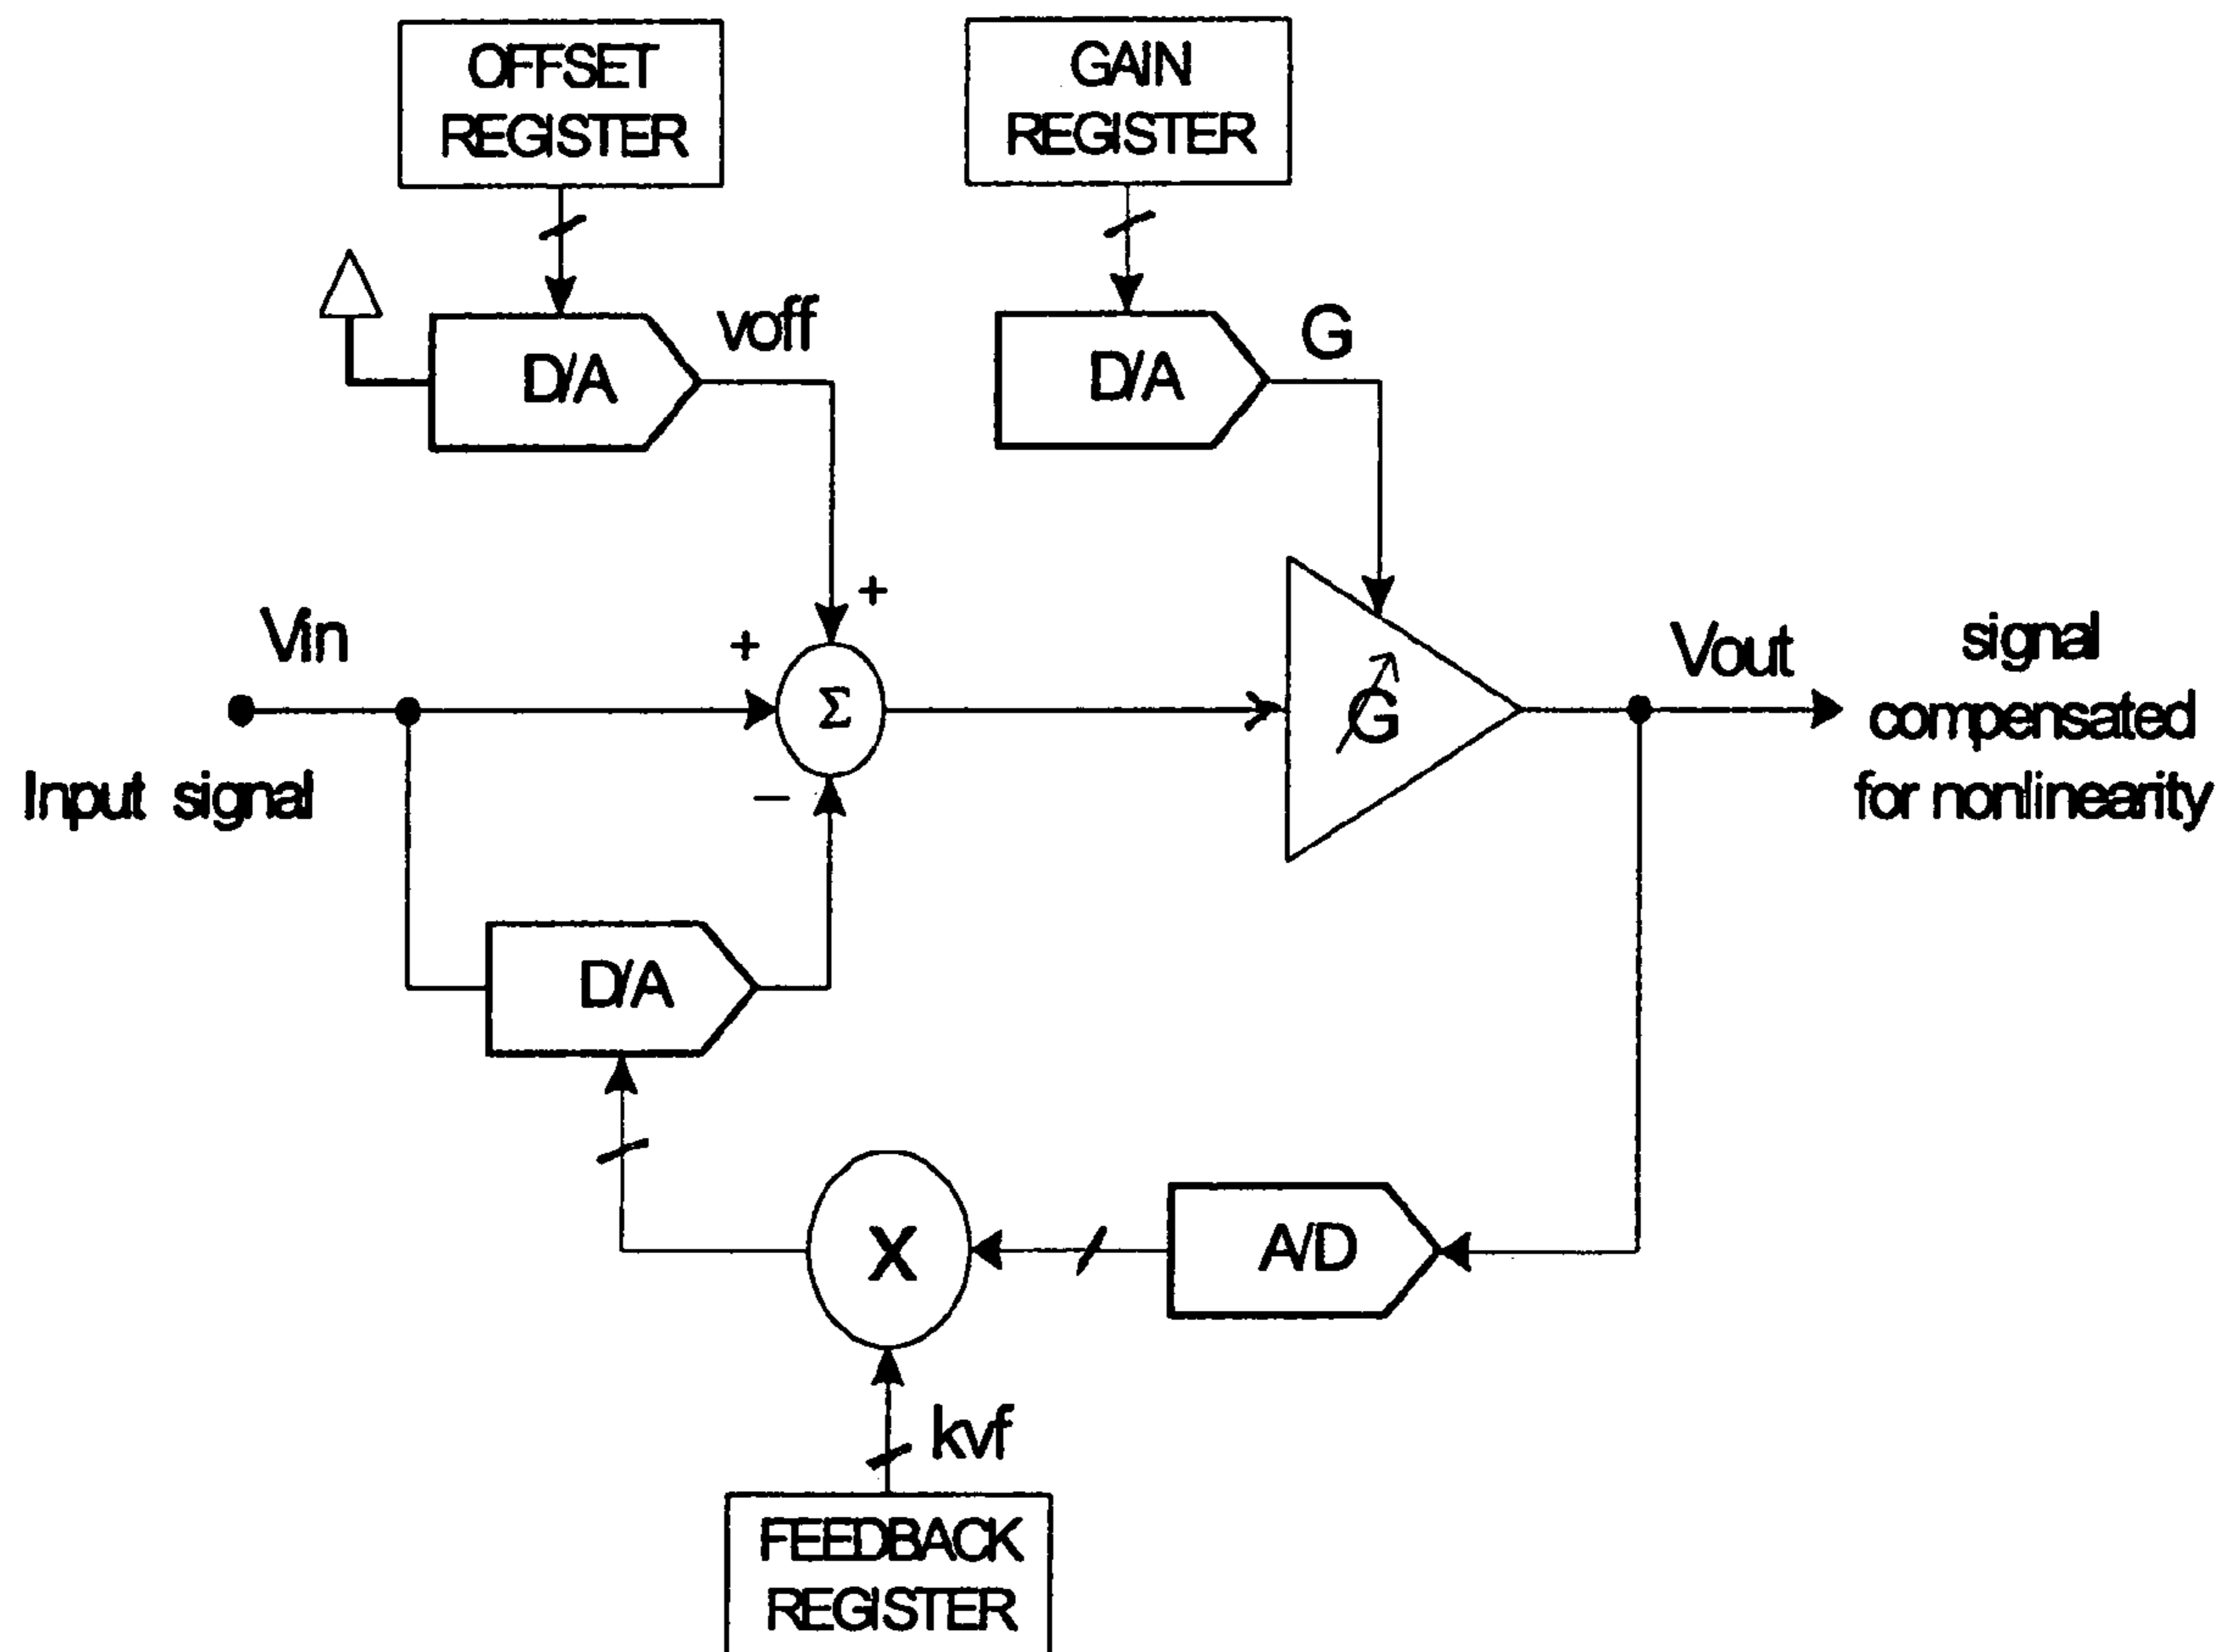 OFFSET
REGISTER
GAIN
REGISTER
D/A
voff
D/A
G
+
+
Vin
Σ
G
Vout
signal
compensated
for nonlinearity
Input signal
−
D/A
X
A/D
kvf
FEEDBACK
REGISTER